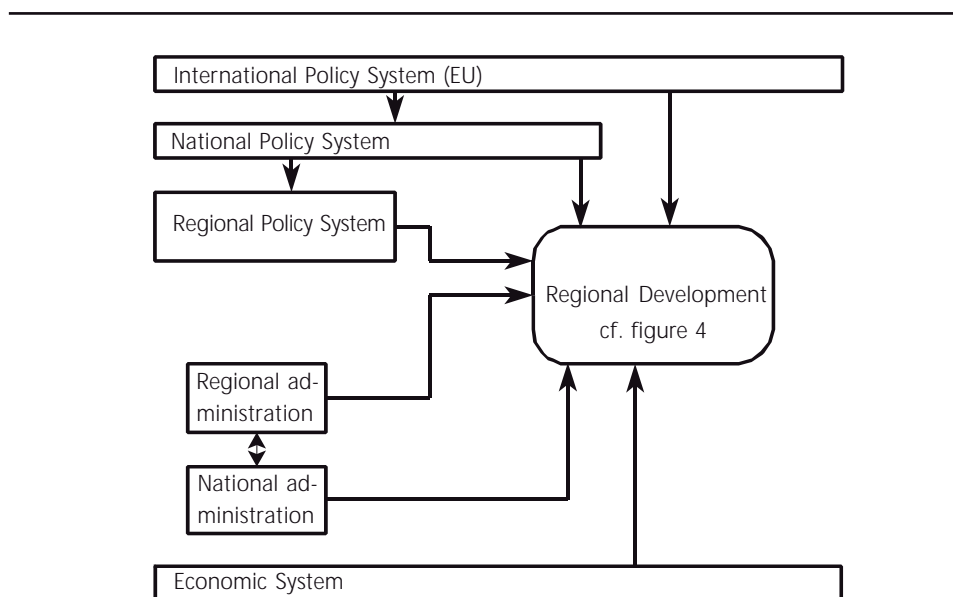 International Policy System (EU)
National Policy System
Regional Policy System
Regional Development
cf. figure 4
Regional ad-
ministration
National ad-
ministration
Economic System